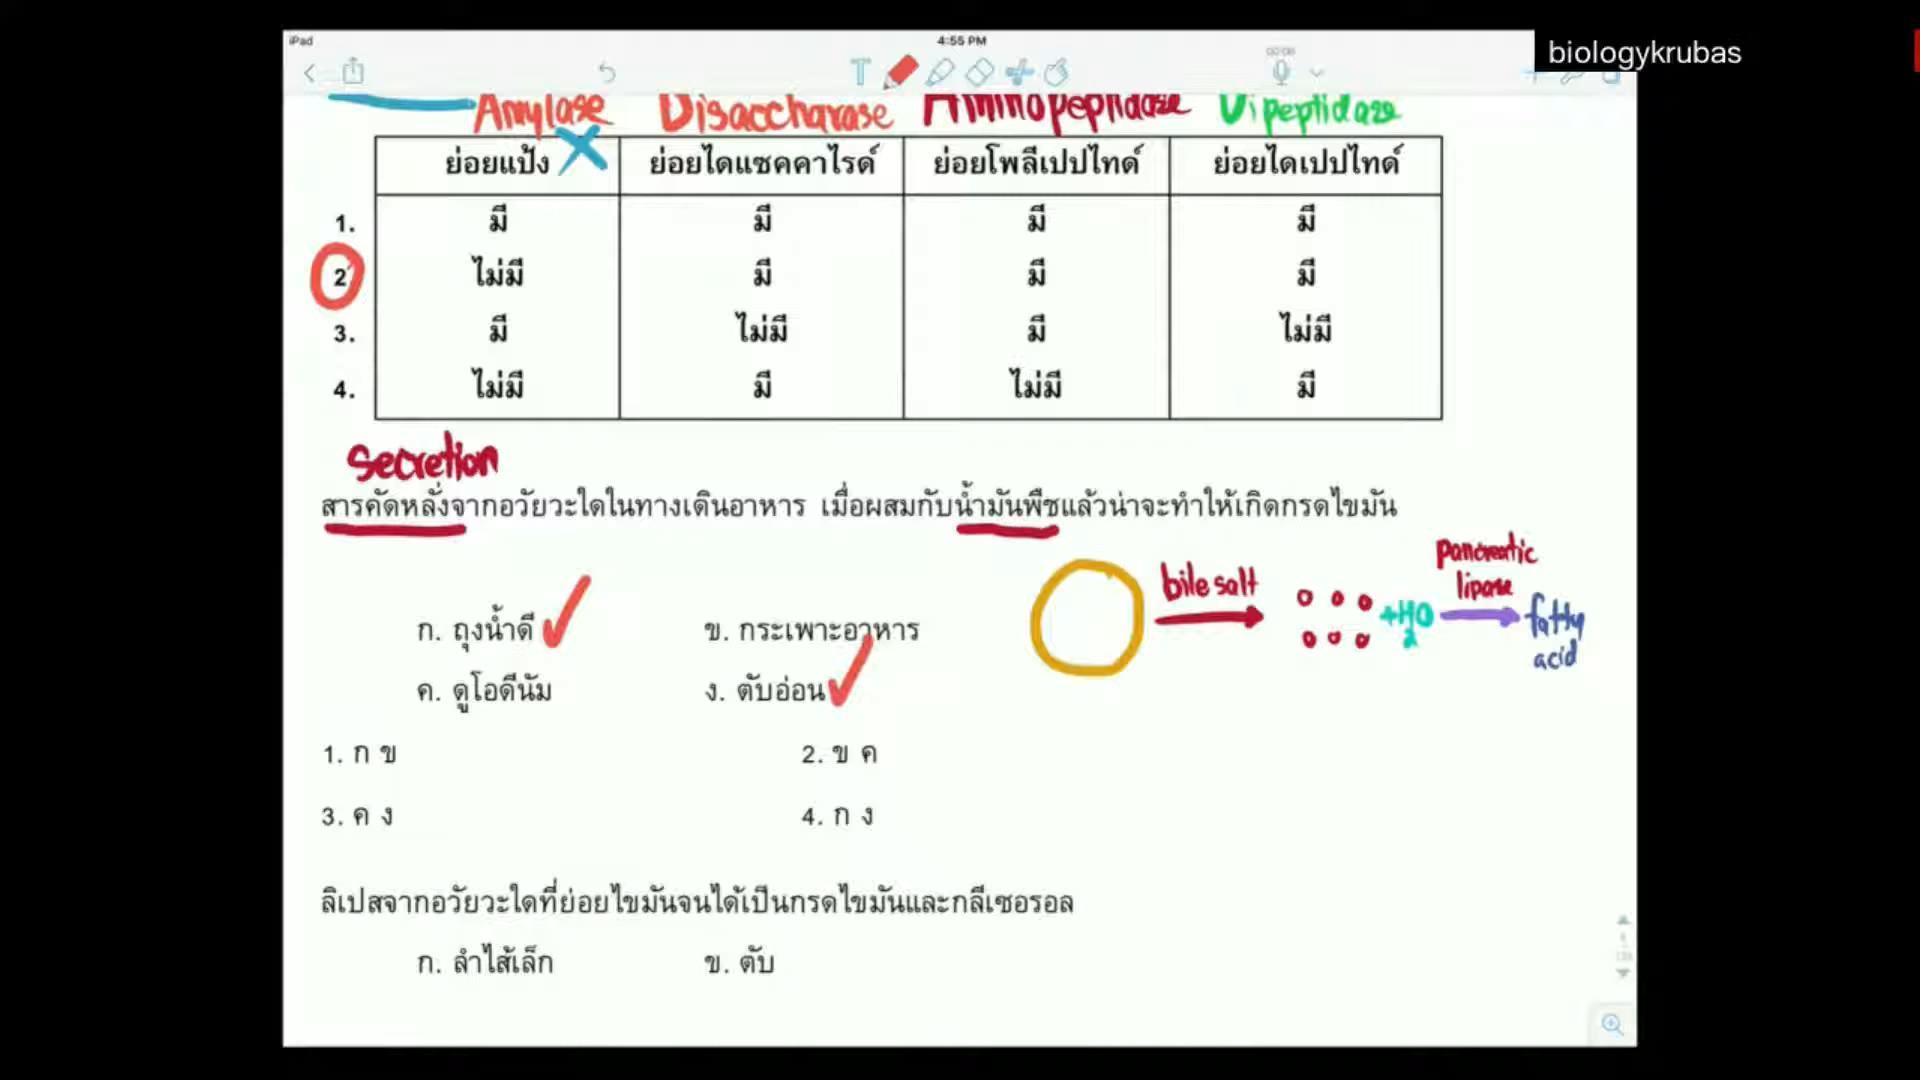 iPad
4:55 PM
biologykrubas
T
00:06
Amylase Disaccharase Aminopeptidase Dipeptidase
ย่อยแป้ง ย่อยไดแซคคาไรด์ ย่อยโพลีเปปไทด์ ย่อยไดเปปไทด์
1. มี มี มี มี
2 ไม่มี มี มี มี
3. มี ไม่มี มี ไม่มี
4. ไม่มี มี ไม่มี มี
Secretion
สารคัดหลั่งจากอวัยวะใดในทางเดินอาหาร เมื่อผสมกับน้ำมันพืชแล้วน่าจะทำให้เกิดกรดไขมัน
bile salt
+H2O
pancreatic
lipase
fatty
acid
ก. ถุงน้ำดี ข. กระเพาะอาหาร
ค. ดูโอดีนัม ง. ตับอ่อน
1. ก ข 2. ข ค
3. ค ง 4. ก ง
ลิเปสจากอวัยวะใดที่ย่อยไขมันจนได้เป็นกรดไขมันและกลีเซอรอล
ก. ลำไส้เล็ก ข. ตับ